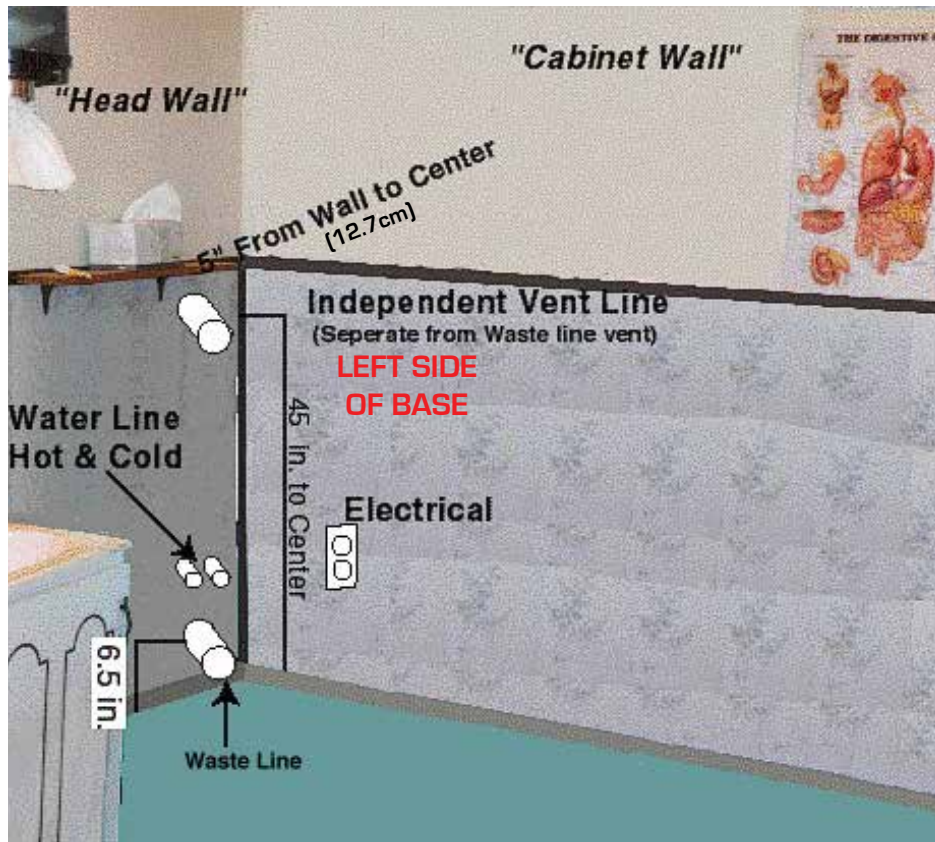 "Head Wall"
"Cabinet Wall"
THE DIGESTIVE
5" From Wall to Center
(12.7cm)
Independent Vent Line
(Seperate from Waste line vent)
LEFT SIDE
OF BASE
Water Line
Hot & Cold
45 in. to Center
Electrical
6.5 in.
Waste Line